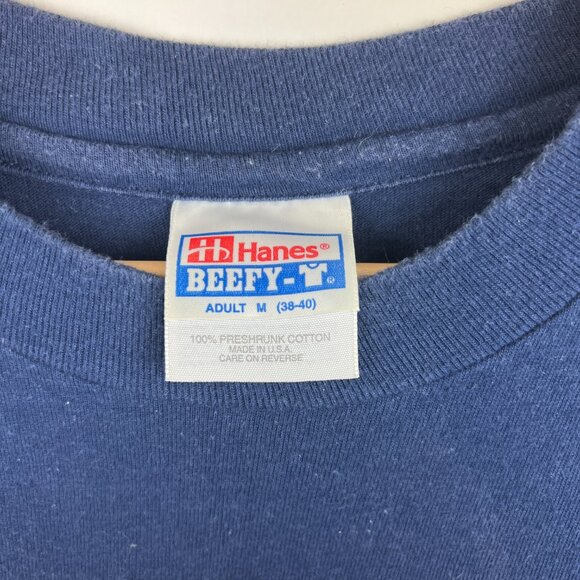 Hanes®
BEEFY-T®
ADULT M (38-40)
100% PRESHRUNK COTTON
MADE IN U.S.A.
CARE ON REVERSE